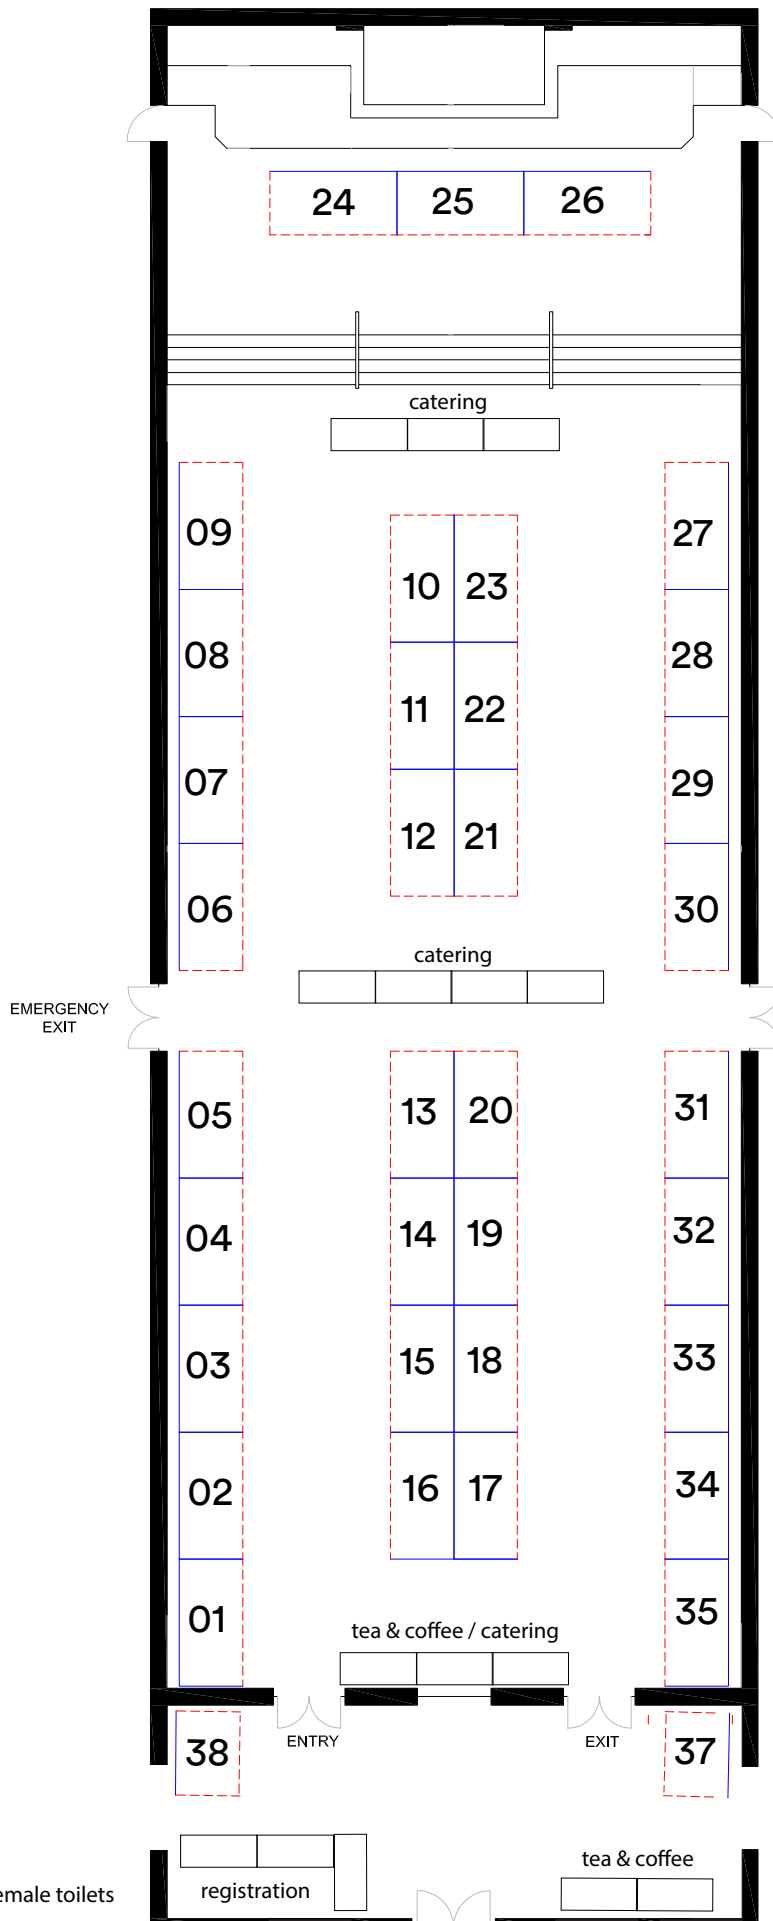 24 25 26
catering
09 27
10 23
08 28
11 22
07 29
12 21
06 30
catering
EMERGENCY
EXIT
05 13 20 31
04 14 19 32
03 15 18 33
02 16 17 34
01 35
tea & coffee / catering
ENTRY EXIT
38 37
tea & coffee
registration
emale toilets